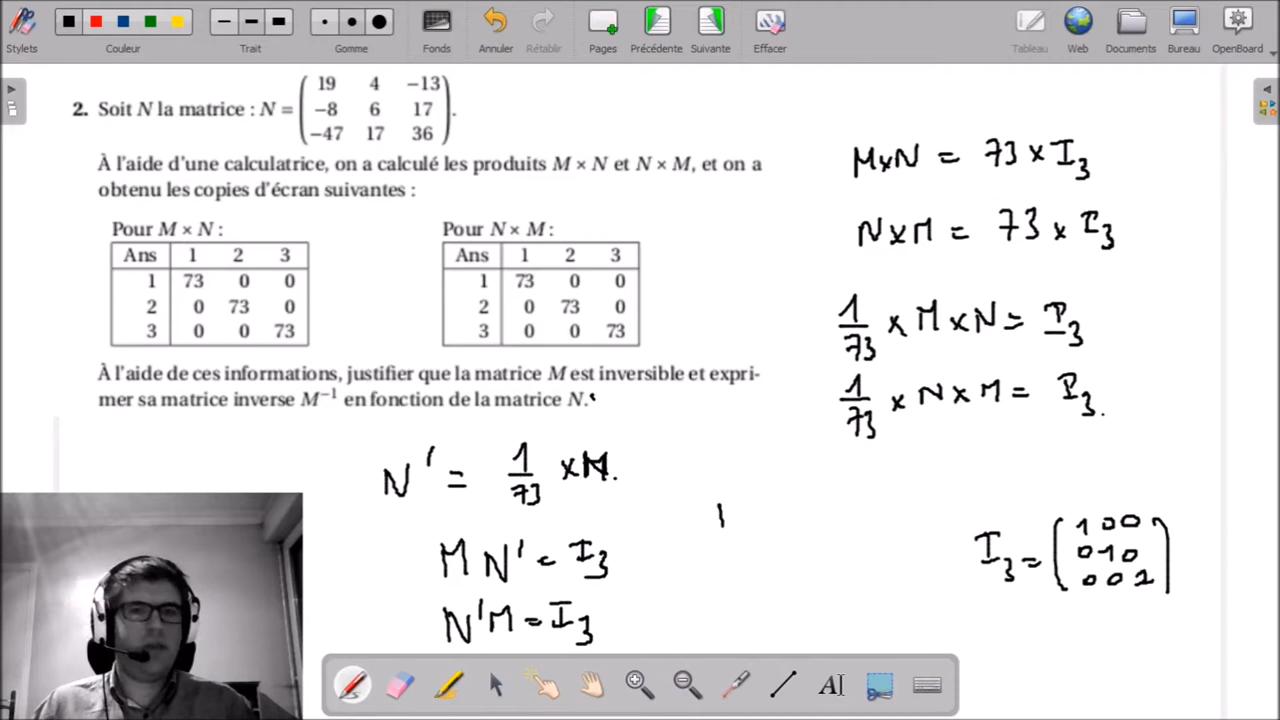 Stylets Couleur Trait Gomme Fonds Annuler Rétablir Pages Précédente Suivante Effacer Tableau Web Documents Bureau OpenBoard
2. Soit N la matrice : N = ( 19 4 −13
−8 6 17
−47 17 36 ).
À l'aide d'une calculatrice, on a calculé les produits M × N et N × M, et on a
obtenu les copies d'écran suivantes :
Pour M × N :
Ans 1 2 3
1 73 0 0
2 0 73 0
3 0 0 73
Pour N × M :
Ans 1 2 3
1 73 0 0
2 0 73 0
3 0 0 73
À l'aide de ces informations, justifier que la matrice M est inversible et expri-
mer sa matrice inverse M⁻¹ en fonction de la matrice N.
M×N = 73 × I₃
N×M = 73 × I₃
1/73 × M × N = I₃
1/73 × N × M = I₃.
N' = 1/73 ×
M N' = I₃
N'M = I₃
I₃ = ( 1 0 0
0 1 0
0 0 1 )
AI